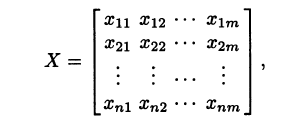 X = [ x11 x12 ⋯ x1m
x21 x22 ⋯ x2m
⋮ ⋮ … ⋮
xn1 xn2 ⋯ xnm ] ,